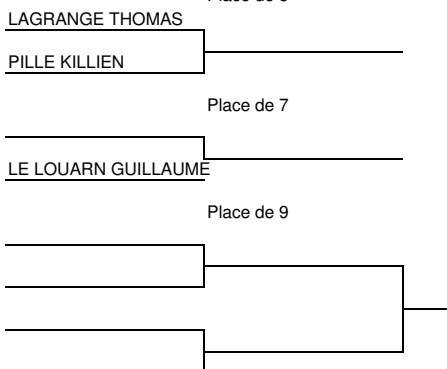 LAGRANGE THOMAS
PILLE KILLIEN
Place de 7
LE LOUARN GUILLAUME
Place de 9